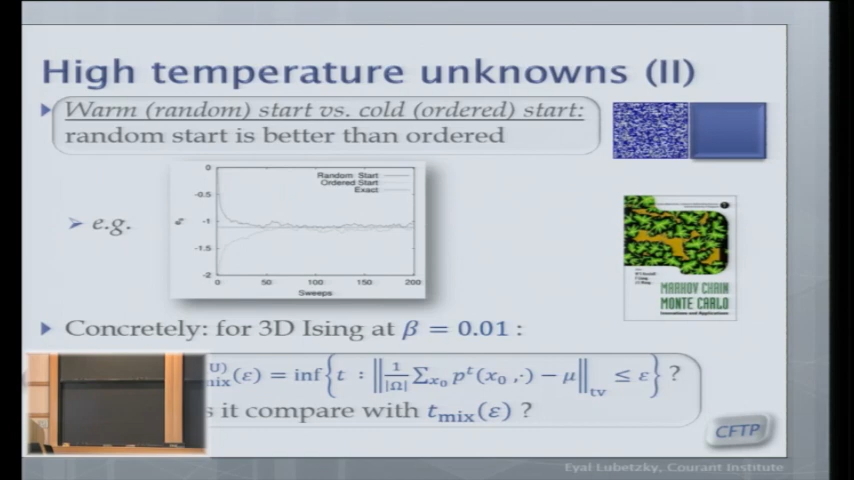 High temperature unknowns (II)
Warm (random) start vs. cold (ordered) start:
random start is better than ordered
e.g.
Random Start
Ordered Start
Exact
0
-0.5
-1
-1.5
-2
0 50 100 150 200
Sweeps
MARKOV CHAIN
MONTE CARLO
Innovations and Applications
Concretely: for 3D Ising at β = 0.01 :
(ε) = inf{ t : ‖ 1/|Ω| ∑x₀ pᵗ(x₀ ,·) − μ ‖tv ≤ ε } ?
it compare with tmix(ε) ?
CFTP
Eyal Lubetzky, Courant Institute